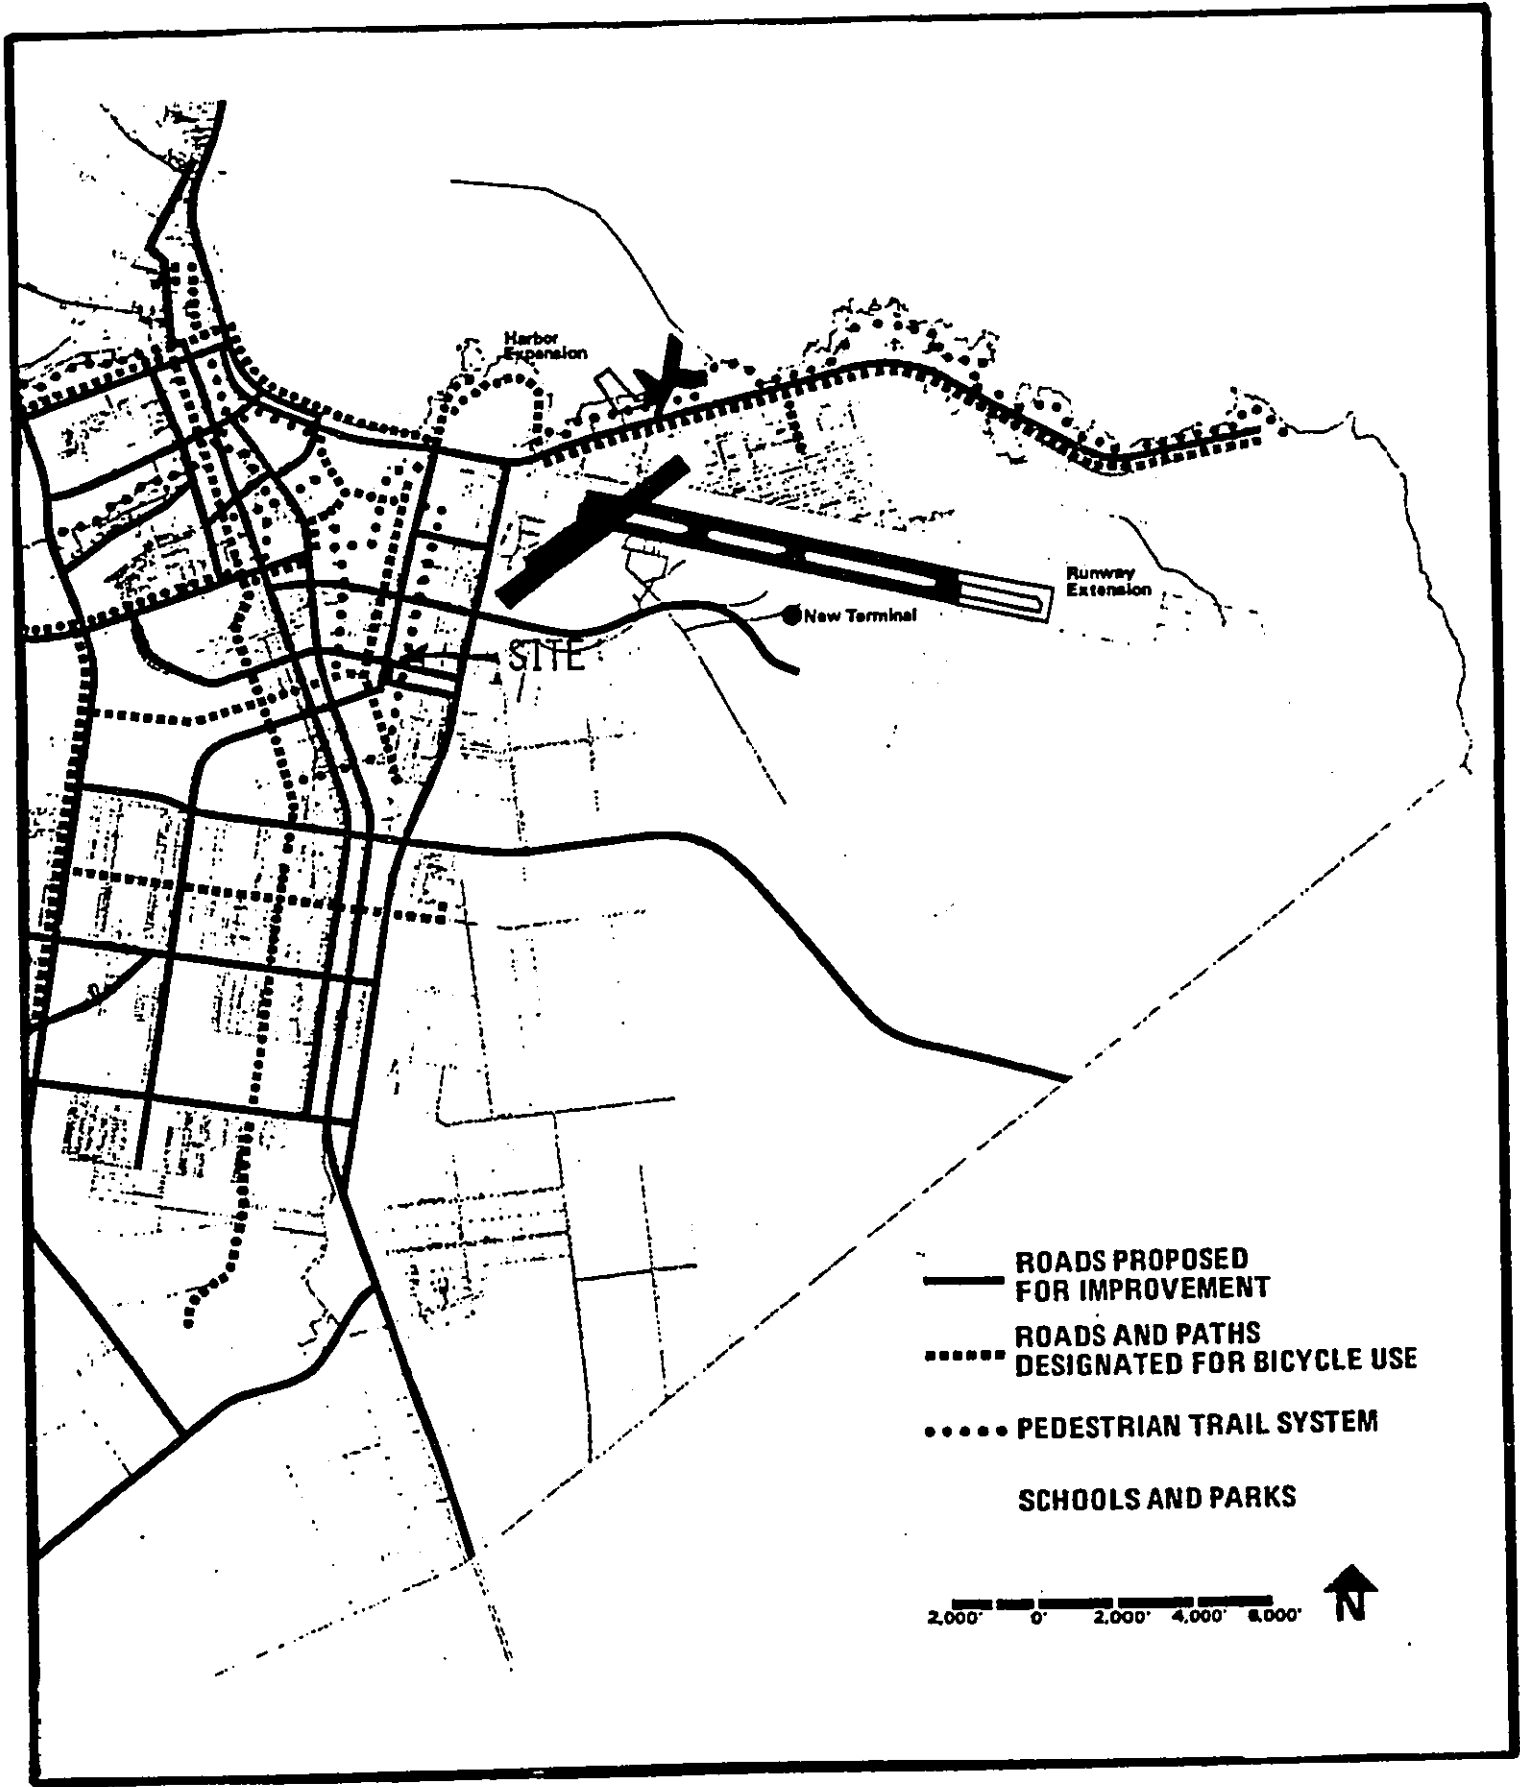 Harbor
Expansion
Runway
Extension
New Terminal
SITE
ROADS PROPOSED
FOR IMPROVEMENT
ROADS AND PATHS
DESIGNATED FOR BICYCLE USE
PEDESTRIAN TRAIL SYSTEM
SCHOOLS AND PARKS
2,000' 0' 2,000' 4,000' 6,000'
N